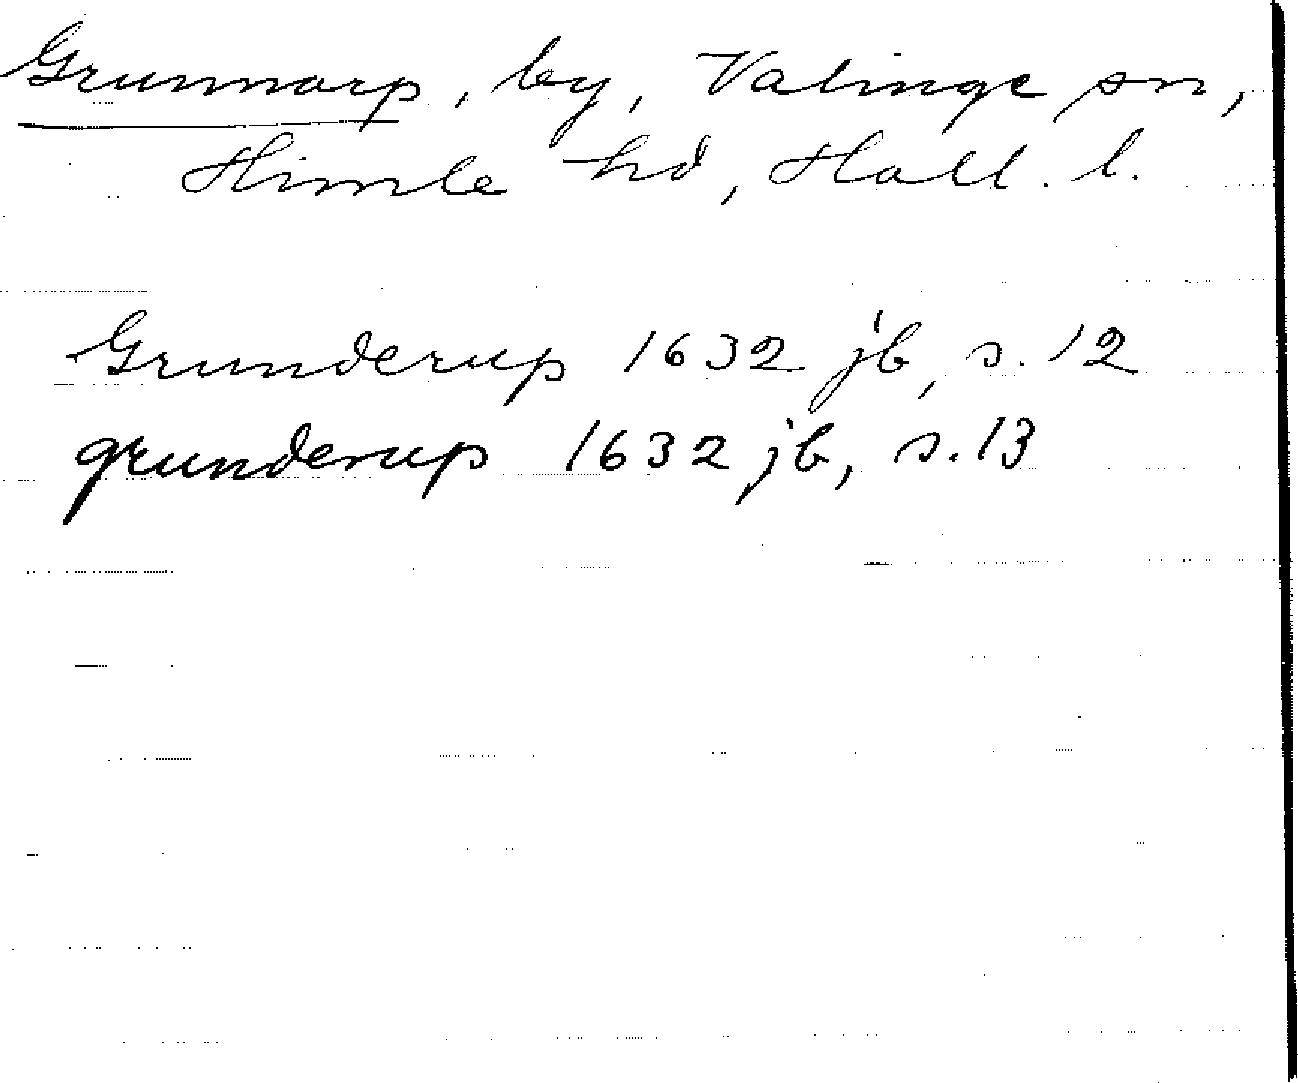 Grunnarp, by, Valinge sn,
Himle hd, Hall. l.
Grunderup 1632 jb, s. 12
grunderup 1632 jb, s. 13